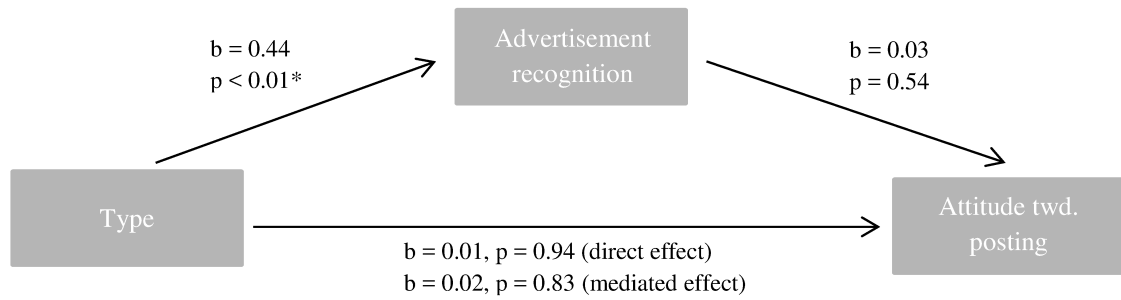 b = 0.44
p < 0.01*
Advertisement
recognition
b = 0.03
p = 0.54
Type
Attitude twd.
posting
b = 0.01, p = 0.94 (direct effect)
b = 0.02, p = 0.83 (mediated effect)